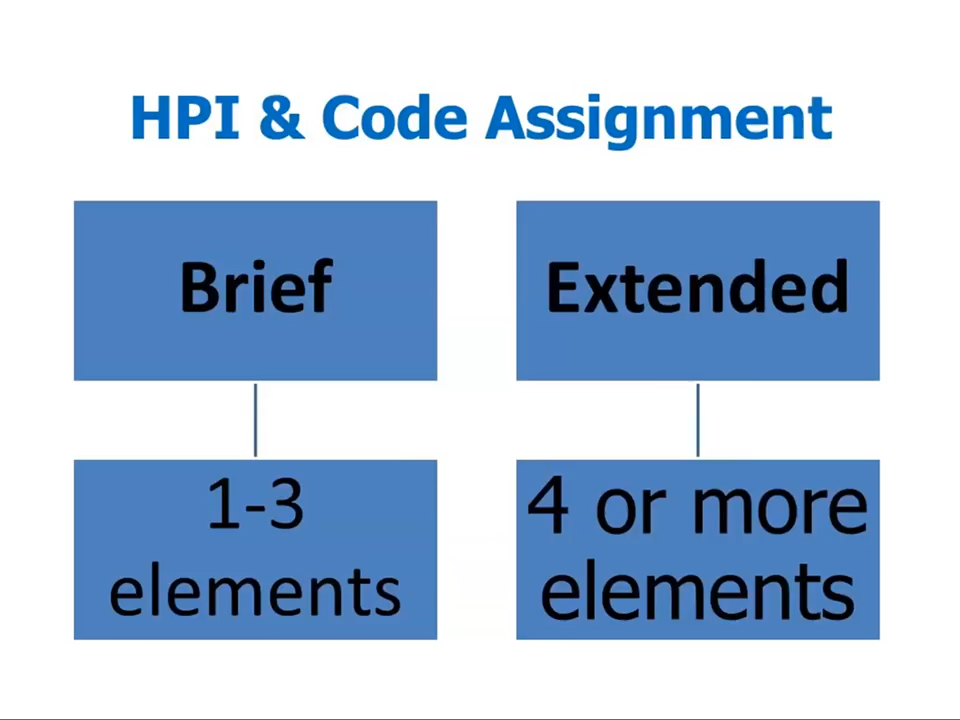 HPI & Code Assignment
Brief
Extended
1-3
elements
4 or more
elements